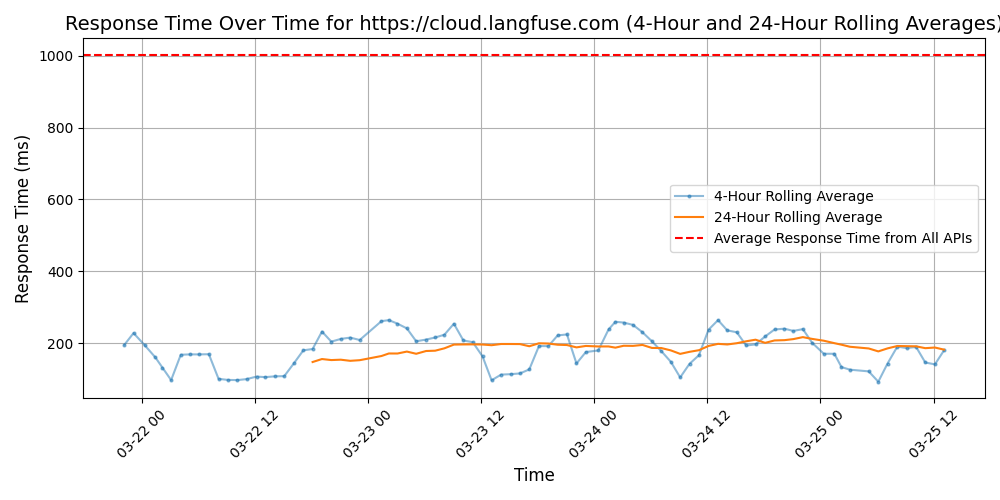 Response Time Over Time for https://cloud.langfuse.com (4-Hour and 24-Hour Rolling Averages)
Response Time (ms)
1000
800
600
400
200
4-Hour Rolling Average
24-Hour Rolling Average
Average Response Time from All APIs
03-22 00
03-22 12
03-23 00
03-23 12
03-24 00
03-24 12
03-25 00
03-25 12
Time